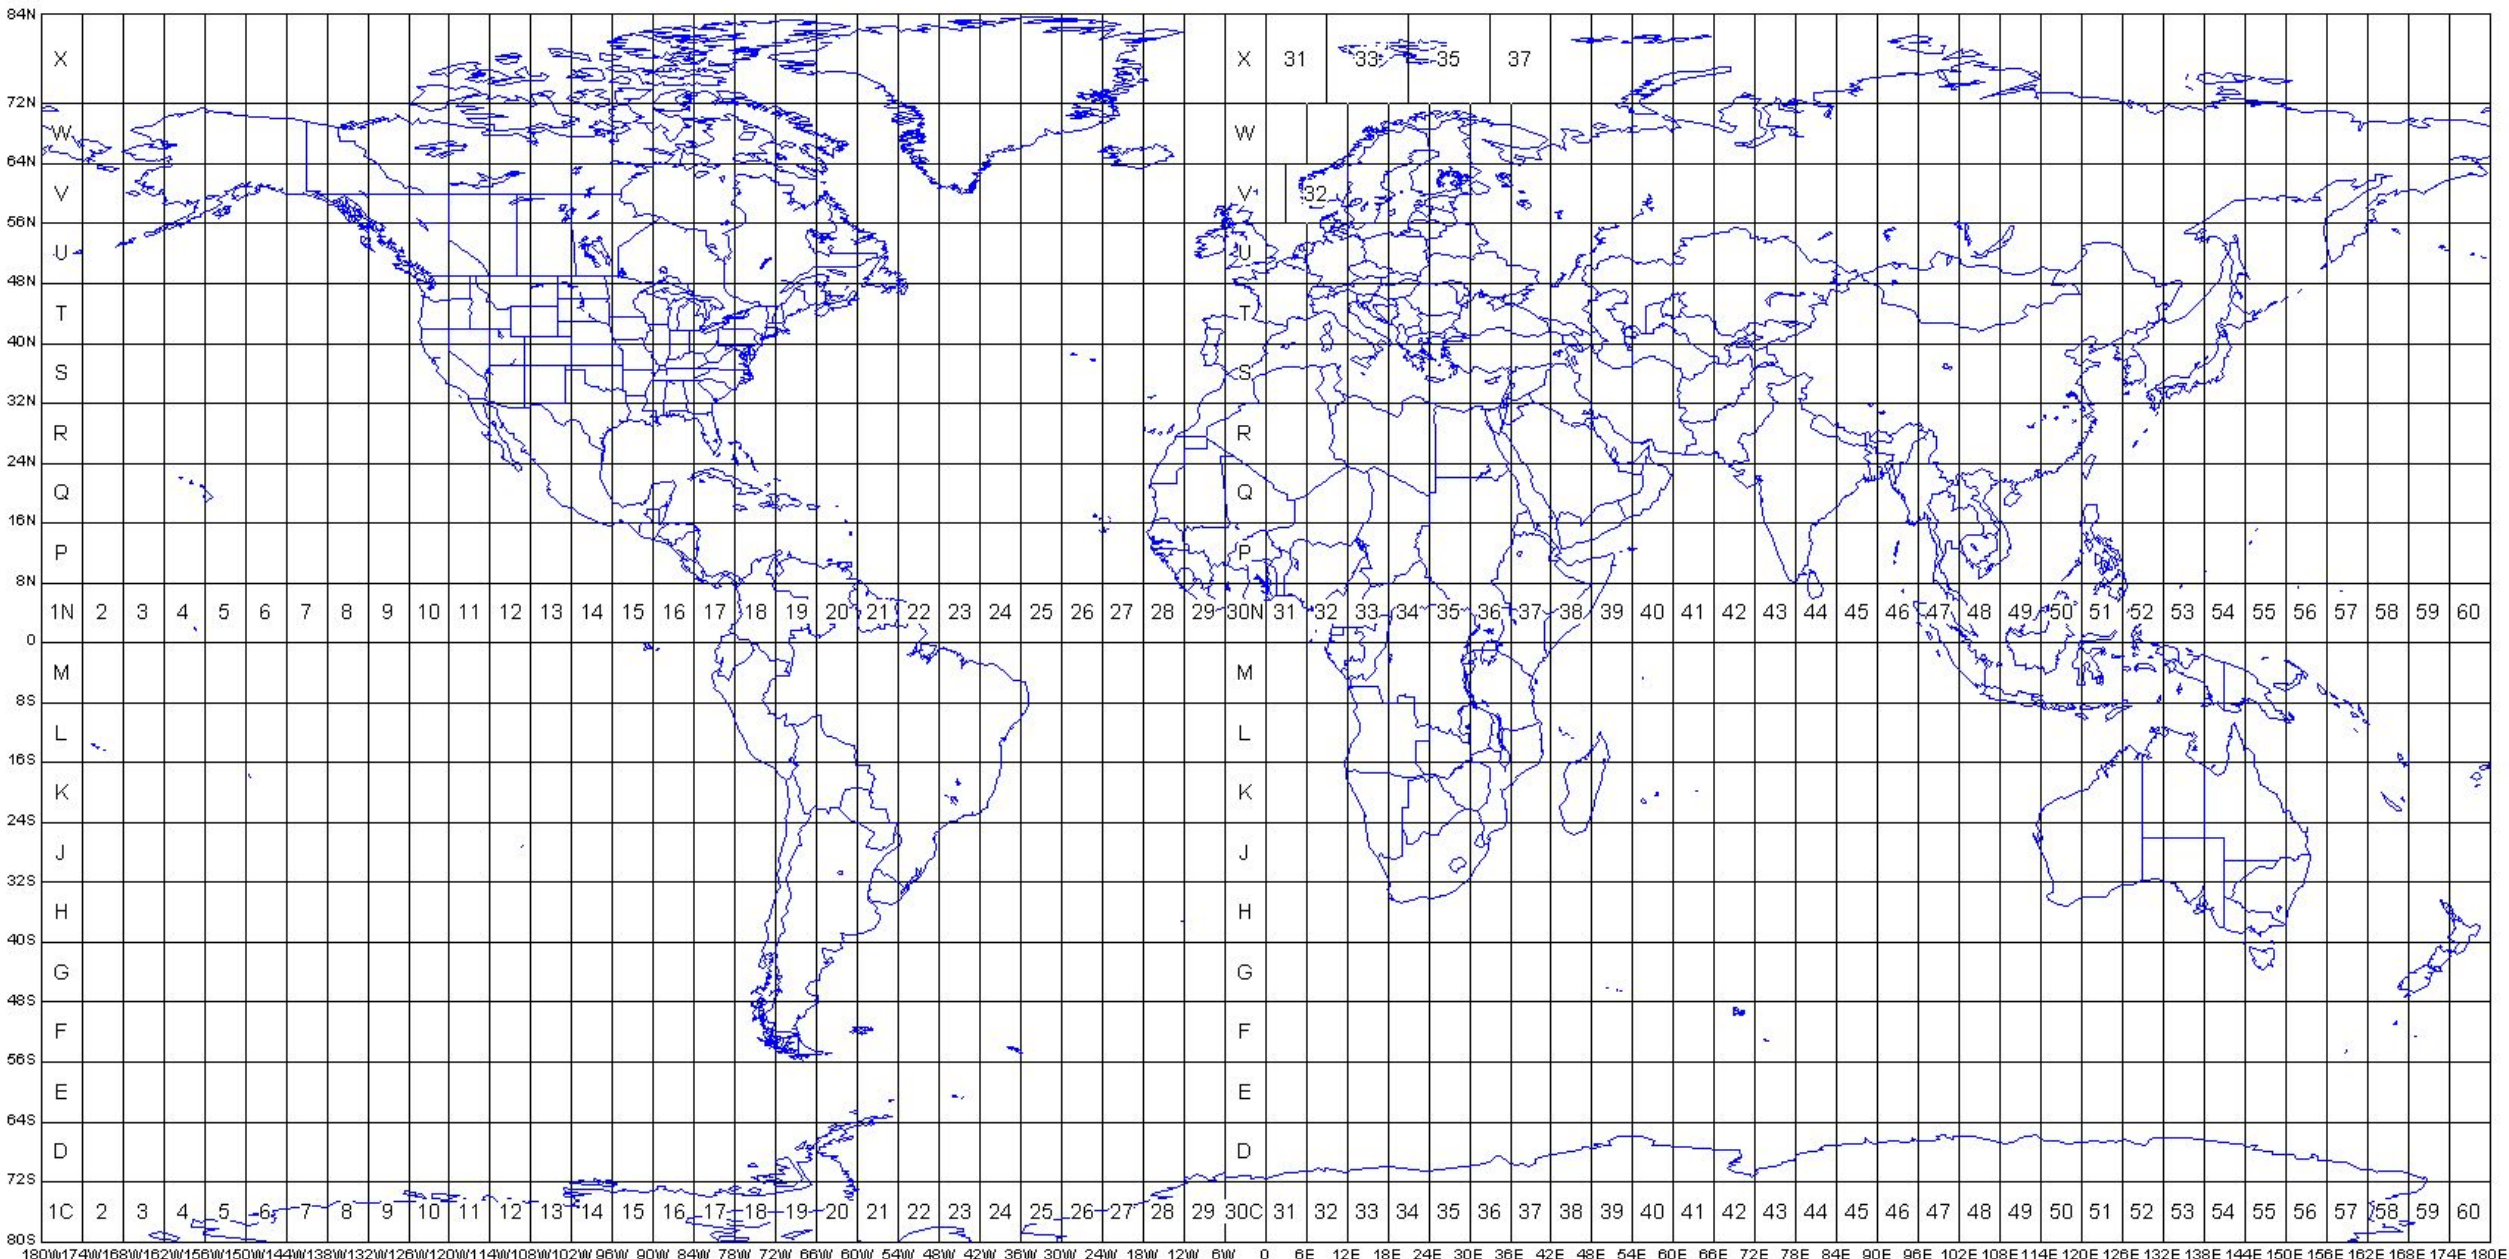 84N
X X 31 33 35 37
72N
W W
64N
V V 32
56N
U U
48N
T T
40N
S S
32N
R R
24N
Q Q
16N
P P
8N
1N 2 3 4 5 6 7 8 9 10 11 12 13 14 15 16 17 18 19 20 21 22 23 24 25 26 27 28 29 30N 31 32 33 34 35 36 37 38 39 40 41 42 43 44 45 46 47 48 49 50 51 52 53 54 55 56 57 58 59 60
0
M M
8S
L L
16S
K K
24S
J J
32S
H H
40S
G G
48S
F F
56S
E E
64S
D D
72S
1C 2 3 4 5 6 7 8 9 10 11 12 13 14 15 16 17 18 19 20 21 22 23 24 25 26 27 28 29 30C 31 32 33 34 35 36 37 38 39 40 41 42 43 44 45 46 47 48 49 50 51 52 53 54 55 56 57 58 59 60
80S
180W 174W 168W 162W 156W 150W 144W 138W 132W 126W 120W 114W 108W 102W 96W 90W 84W 78W 72W 66W 60W 54W 48W 42W 36W 30W 24W 18W 12W 6W 0 6E 12E 18E 24E 30E 36E 42E 48E 54E 60E 66E 72E 78E 84E 90E 96E 102E 108E 114E 120E 126E 132E 138E 144E 150E 156E 162E 168E 174E 180E